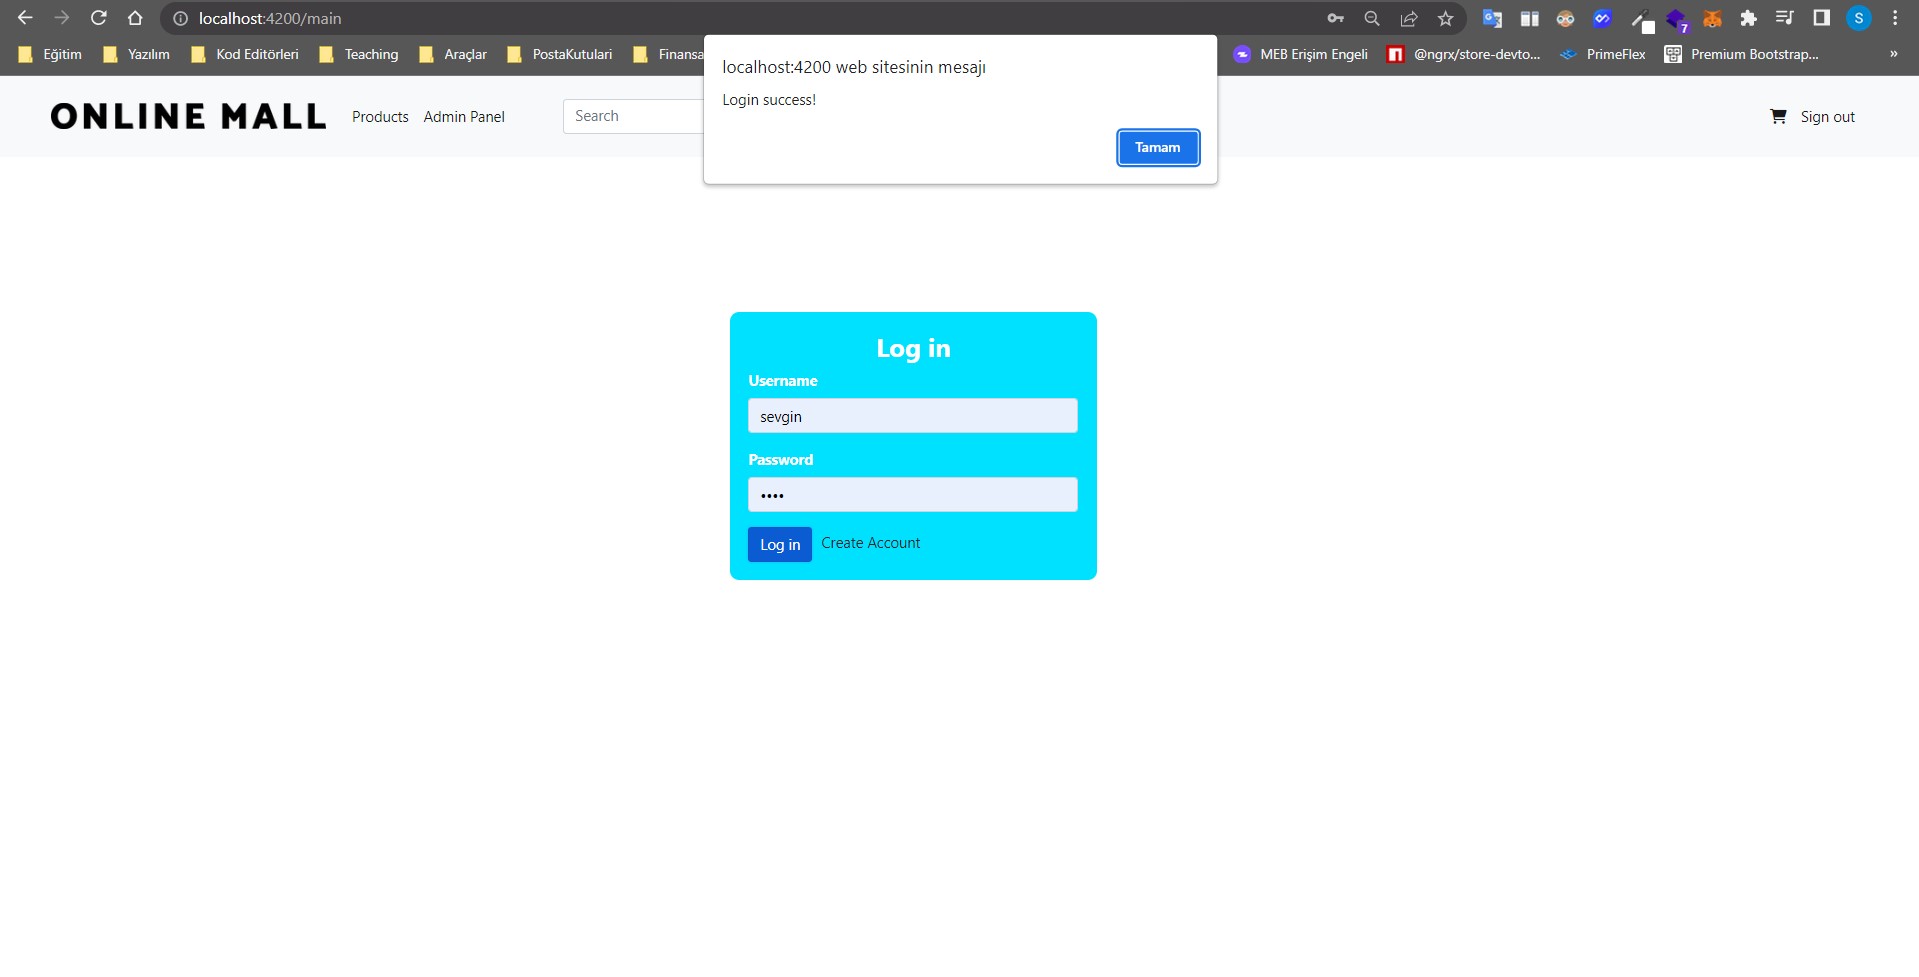 localhost:4200/main
Eğitim Yazılım Kod Editörleri Teaching Araçlar PostaKutulari Finansa MEB Erişim Engeli @ngrx/store-devto... PrimeFlex Premium Bootstrap... »
localhost:4200 web sitesinin mesajı
Login success!
Tamam
ONLINE MALL Products Admin Panel Search Sign out
Log in
Username
sevgin
Password
••••
Log in Create Account
S
7